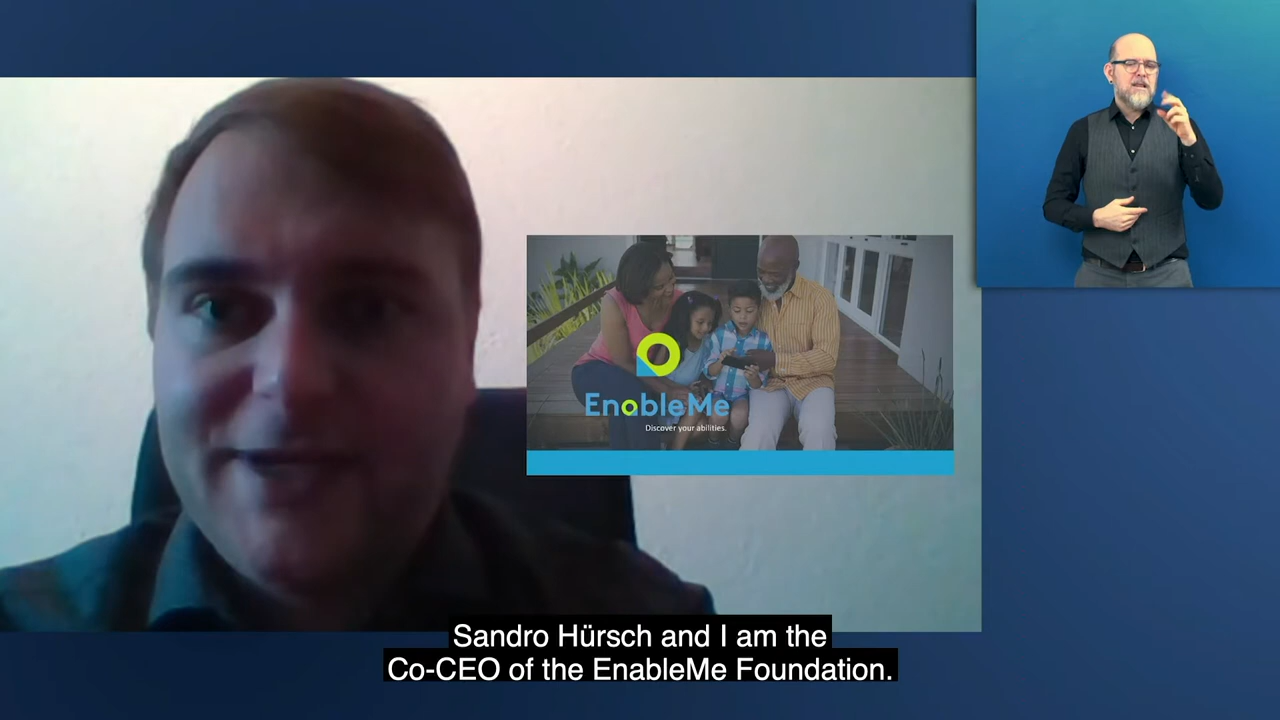 EnableMe
Discover your abilities.
Sandro Hürsch and I am the
Co-CEO of the EnableMe Foundation.